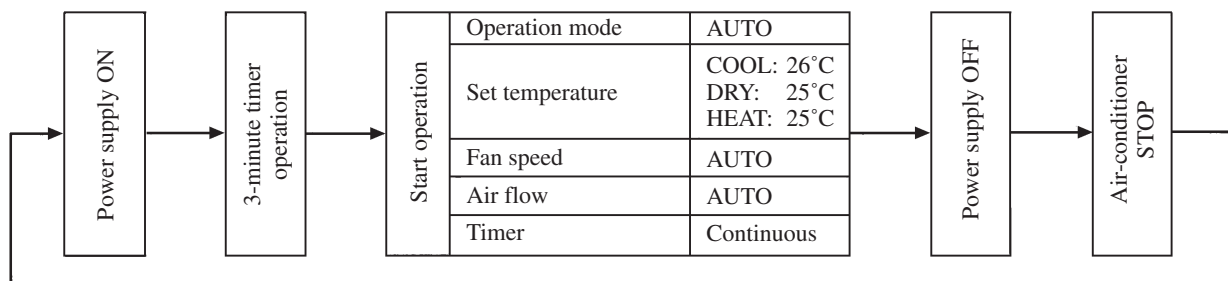 Power supply ON
3-minute timer
operation
Start operation
Operation mode
AUTO
Set temperature
COOL: 26˚C
DRY: 25˚C
HEAT: 25˚C
Fan speed
AUTO
Air flow
AUTO
Timer
Continuous
Power supply OFF
Air-conditioner
STOP